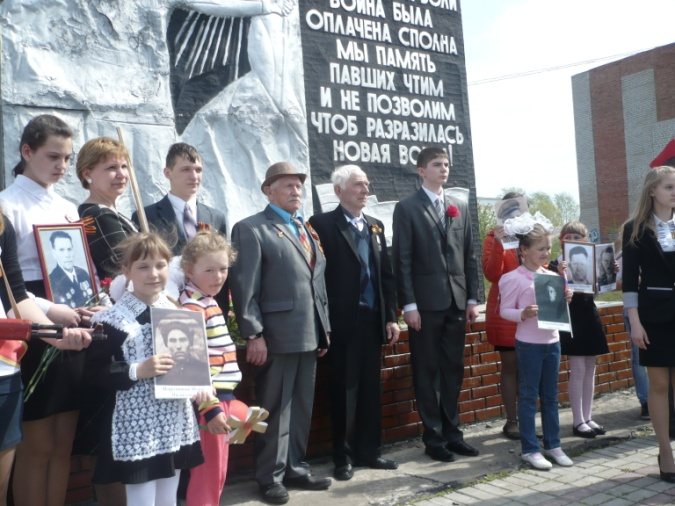 ВОЙНА БЫЛА
ОПЛАЧЕНА СПОЛНА
МЫ ПАМЯТЬ
ПАВШИХ ЧТИМ
И НЕ ПОЗВОЛИМ
ЧТОБ РАЗРАЗИЛАСЬ
НОВАЯ